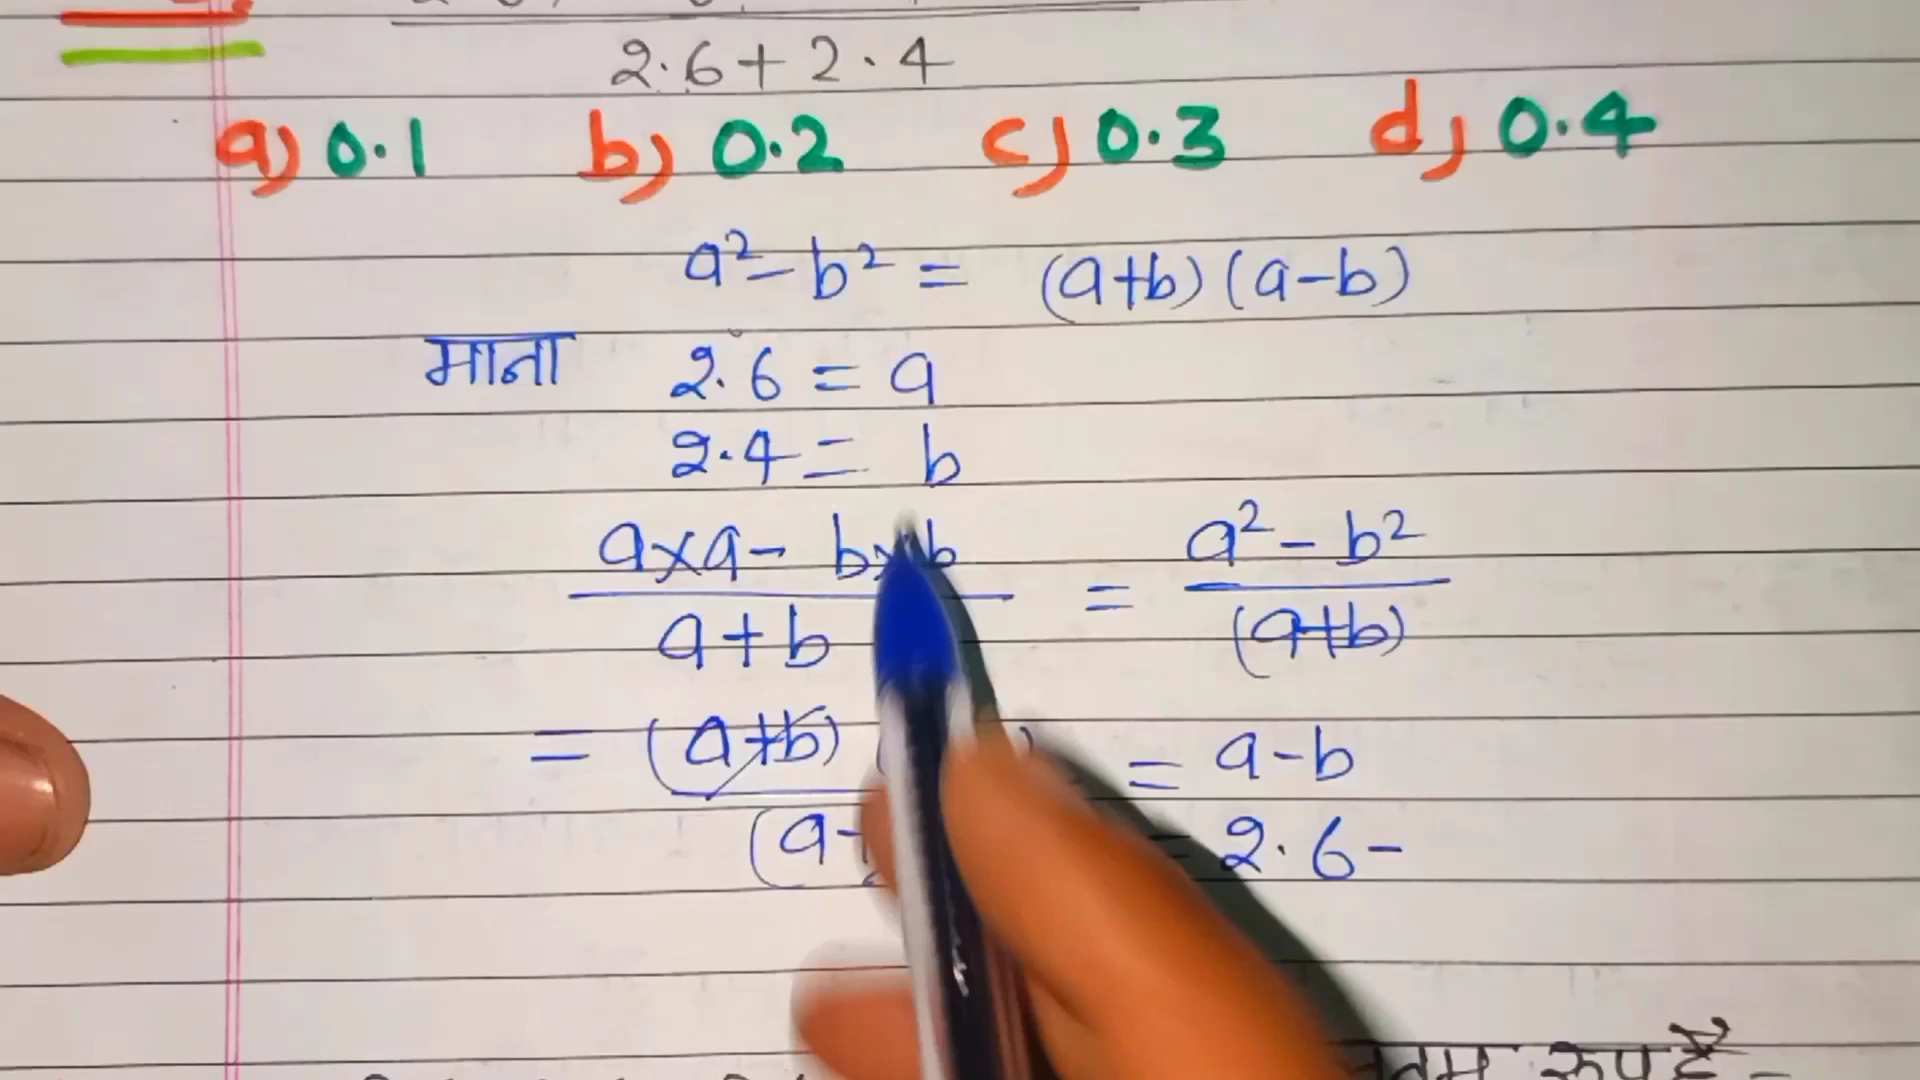 2.6+2.4
a) 0.1 b) 0.2 c) 0.3 d) 0.4
a²-b² = (a+b)(a-b)
माना 2.6 = a
2.4 = b
a×a- b×b = a²-b²
a+b (a+b)
= (a+b) = a-b
(a = 2.6-
रूप है -